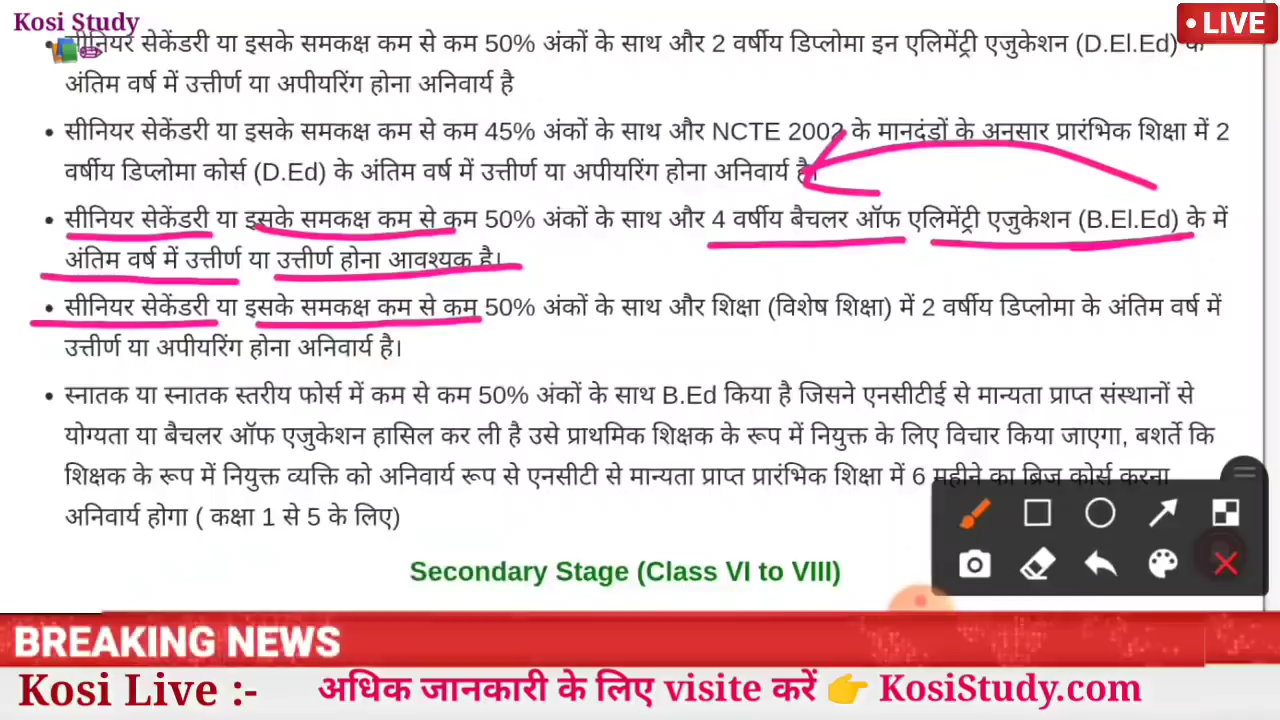 Kosi Study
LIVE
• सीनियर सेकेंडरी या इसके समकक्ष कम से कम 50% अंकों के साथ और 2 वर्षीय डिप्लोमा इन एलिमेंट्री एजुकेशन (D.El.Ed) के
अंतिम वर्ष में उत्तीर्ण या अपीयरिंग होना अनिवार्य है
• सीनियर सेकेंडरी या इसके समकक्ष कम से कम 45% अंकों के साथ और NCTE 2002 के मानदंडों के अनुसार प्रारंभिक शिक्षा में 2
वर्षीय डिप्लोमा कोर्स (D.Ed) के अंतिम वर्ष में उत्तीर्ण या अपीयरिंग होना अनिवार्य है।
• सीनियर सेकेंडरी या इसके समकक्ष कम से कम 50% अंकों के साथ और 4 वर्षीय बैचलर ऑफ एलिमेंट्री एजुकेशन (B.El.Ed) के में
अंतिम वर्ष में उत्तीर्ण या उत्तीर्ण होना आवश्यक है।
• सीनियर सेकेंडरी या इसके समकक्ष कम से कम 50% अंकों के साथ और शिक्षा (विशेष शिक्षा) में 2 वर्षीय डिप्लोमा के अंतिम वर्ष में
उत्तीर्ण या अपीयरिंग होना अनिवार्य है।
• स्नातक या स्नातक स्तरीय फोर्स में कम से कम 50% अंकों के साथ B.Ed किया है जिसने एनसीटीई से मान्यता प्राप्त संस्थानों से
योग्यता या बैचलर ऑफ एजुकेशन हासिल कर ली है उसे प्राथमिक शिक्षक के रूप में नियुक्त के लिए विचार किया जाएगा, बशर्ते कि
शिक्षक के रूप में नियुक्त व्यक्ति को अनिवार्य रूप से एनसीटी से मान्यता प्राप्त प्रारंभिक शिक्षा में 6 महीने का ब्रिज कोर्स करना
अनिवार्य होगा ( कक्षा 1 से 5 के लिए)
Secondary Stage (Class VI to VIII)
BREAKING NEWS
Kosi Live :- अधिक जानकारी के लिए visite करें 👉 KosiStudy.com